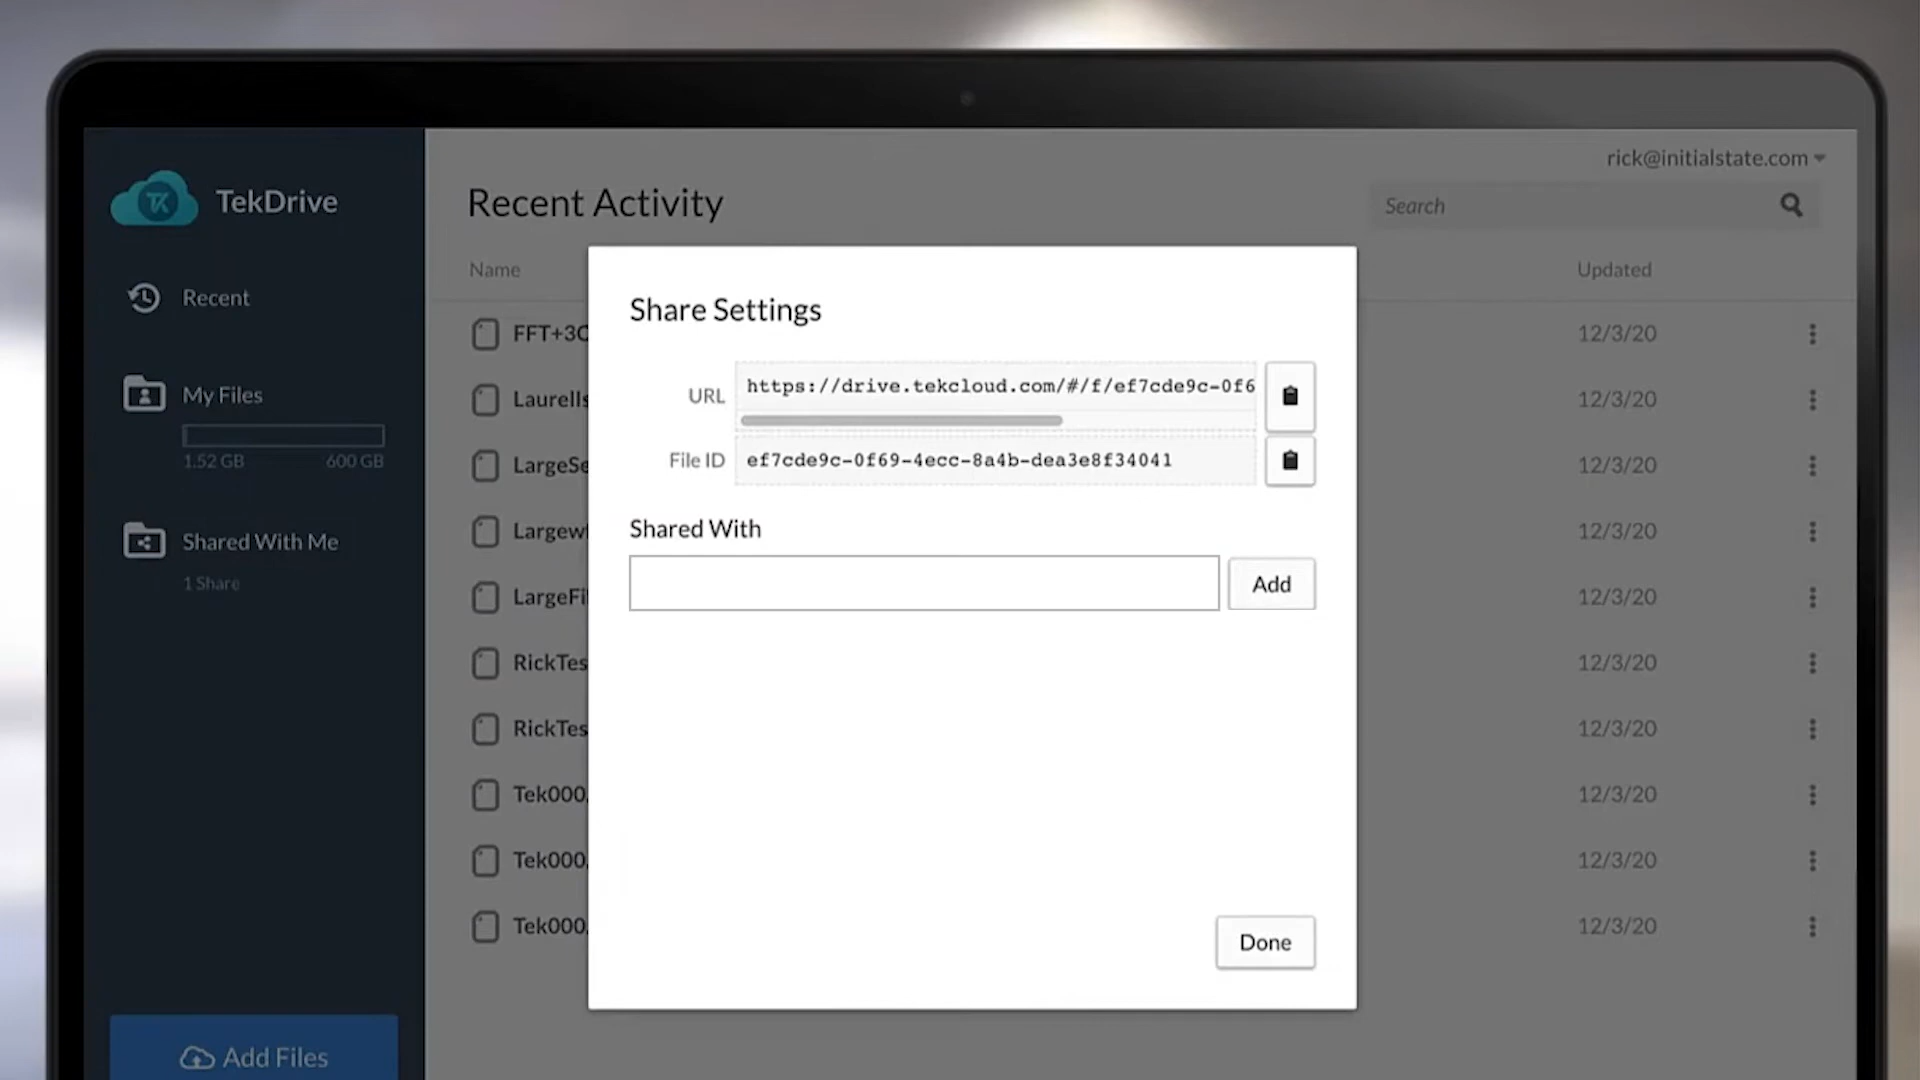 rick@initialstate.com
TekDrive
Recent Activity
Search
Name
Updated
Recent
My Files
1.52 GB 600 GB
Shared With Me
1 Share
Add Files
FFT+3C 12/3/20
12/3/20
LargeSe 12/3/20
12/3/20
LargeFi 12/3/20
RickTes 12/3/20
RickTes 12/3/20
Tek000. 12/3/20
Tek000. 12/3/20
Tek000. 12/3/20
Share Settings
URL https://drive.tekcloud.com/#/f/ef7cde9c-0f6
File ID ef7cde9c-0f69-4ecc-8a4b-dea3e8f34041
Shared With
Add
Done